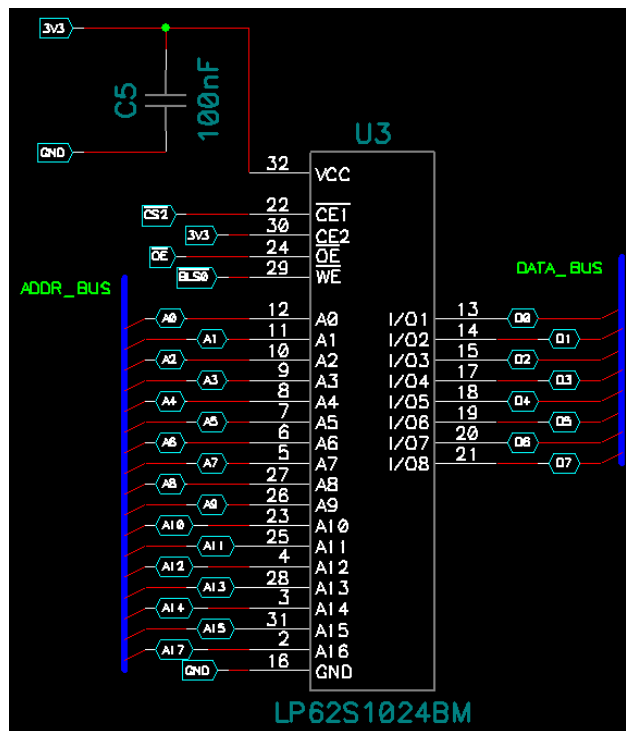 3V3
C5
100nF
GND
U3
32 VCC
CS2 22 CE1
3V3 30 CE2
OE 24 OE
BLS0 29 WE
ADDR_BUS
DATA_BUS
A0 12 A0 I/O1 13 D0
A1 11 A1 I/O2 14 D1
A2 10 A2 I/O3 15 D2
A3 9 A3 I/O4 17 D3
A4 8 A4 I/O5 18 D4
A5 7 A5 I/O6 19 D5
A6 6 A6 I/O7 20 D6
A7 5 A7 I/O8 21 D7
A8 27 A8
A9 26 A9
A10 23 A10
A11 25 A11
A12 4 A12
A13 28 A13
A14 3 A14
A15 31 A15
A17 2 A16
GND 16 GND
LP62S1024BM